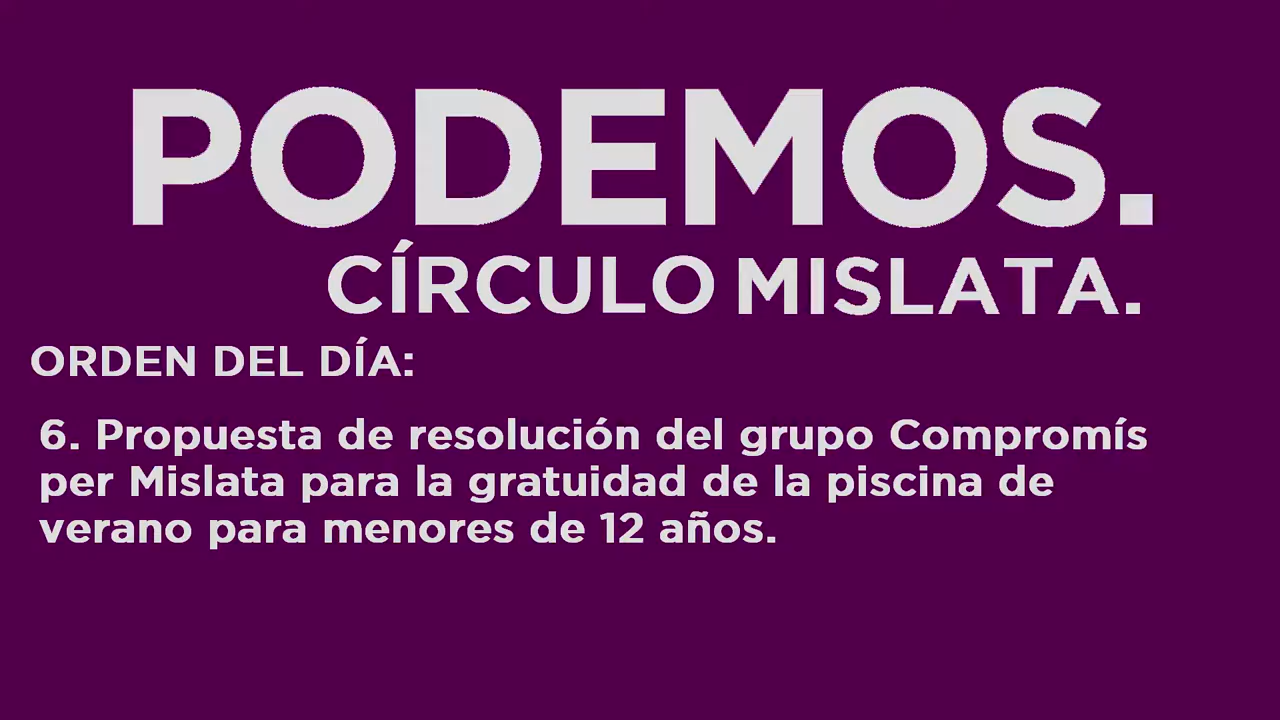 PODEMOS.
CÍRCULO MISLATA.
ORDEN DEL DÍA:
6. Propuesta de resolución del grupo Compromís
per Mislata para la gratuidad de la piscina de
verano para menores de 12 años.